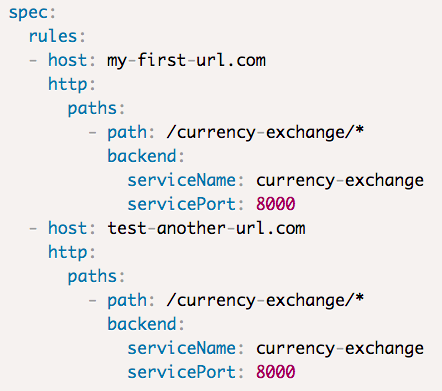 spec:
  rules:
  - host: my-first-url.com
    http:
      paths:
        - path: /currency-exchange/*
          backend:
            serviceName: currency-exchange
            servicePort: 8000
  - host: test-another-url.com
    http:
      paths:
        - path: /currency-exchange/*
          backend:
            serviceName: currency-exchange
            servicePort: 8000